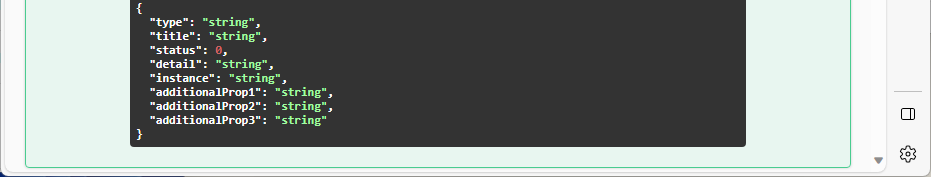 {
"type": "string",
"title": "string",
"status": 0,
"detail": "string",
"instance": "string",
"additionalProp1": "string",
"additionalProp2": "string",
"additionalProp3": "string"
}